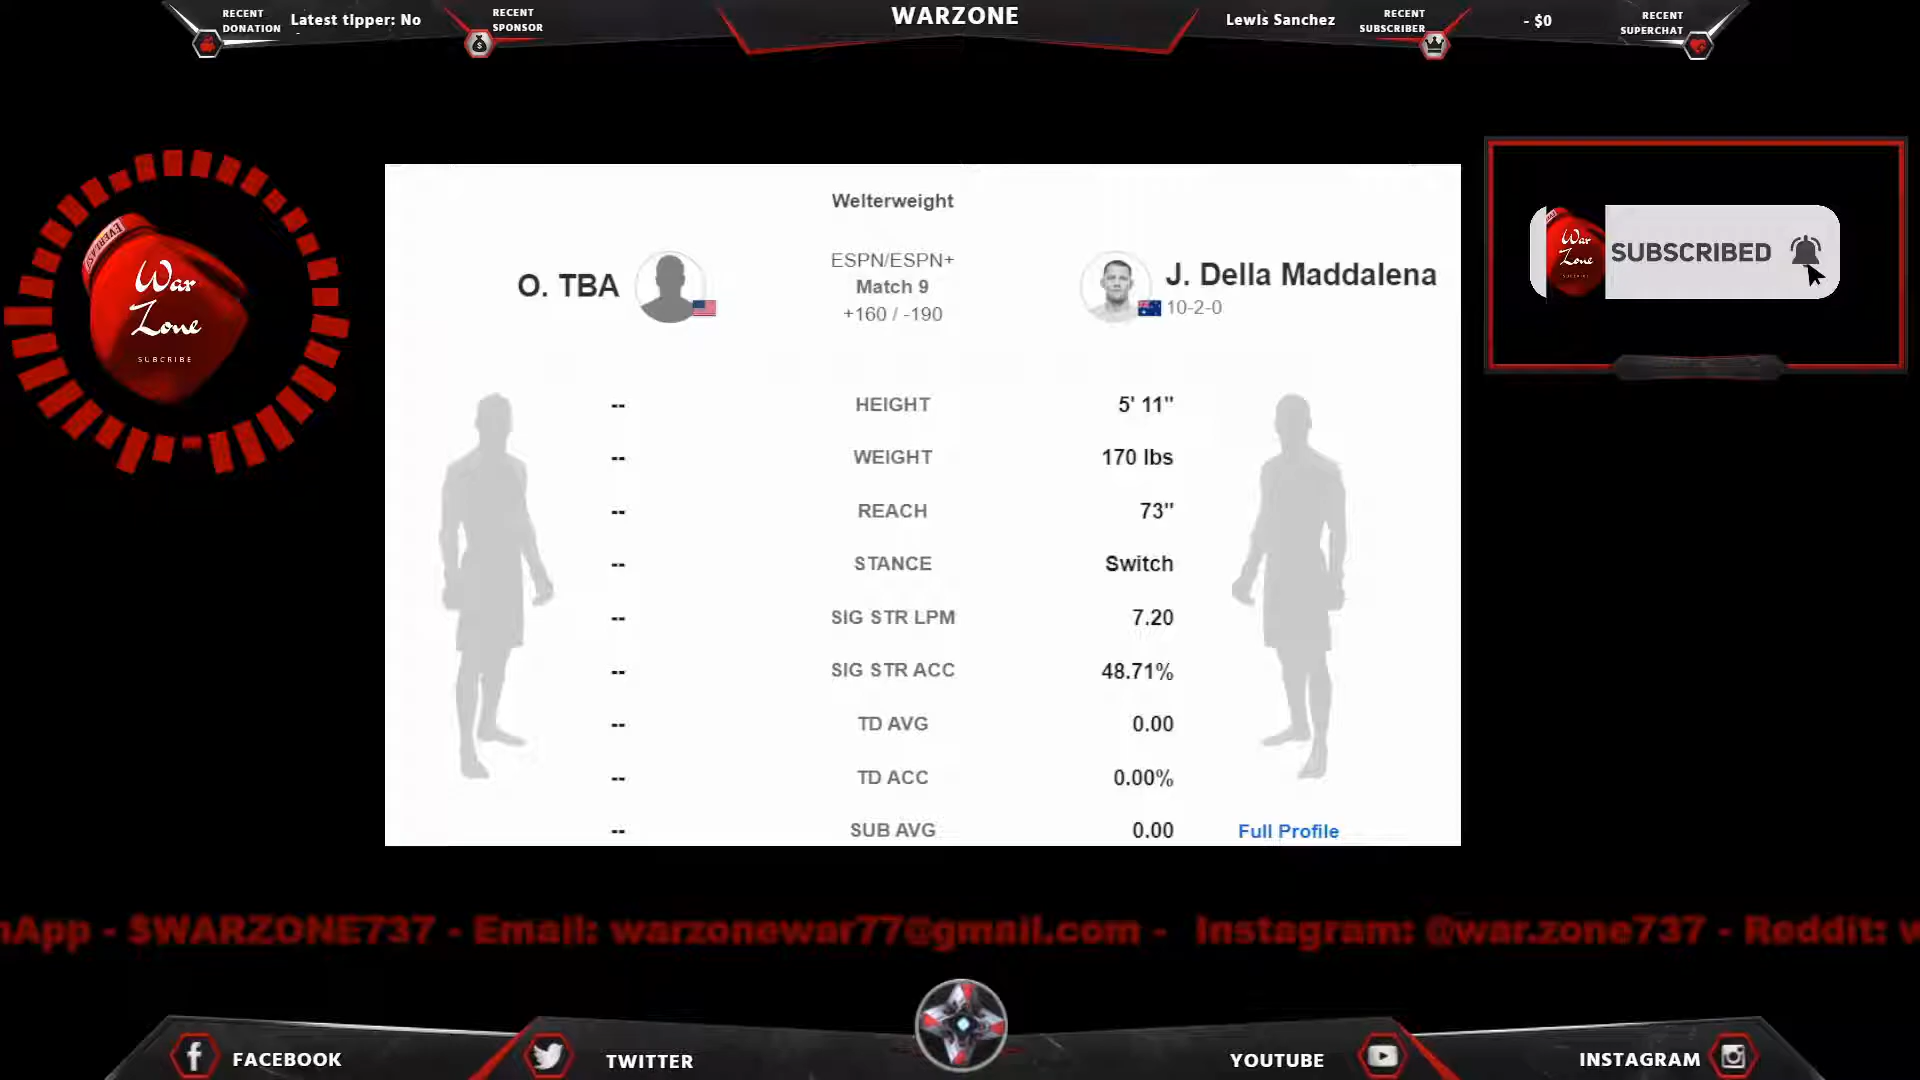 RECENT
DONATION
Latest tipper: No
RECENT
SPONSOR
WARZONE
Lewis Sanchez
RECENT
SUBSCRIBER
- $0
RECENT
SUPERCHAT
EVERLAST
War
Zone
SUBCRIBE
Welterweight
O. TBA
ESPN/ESPN+
Match 9
+160 / -190
J. Della Maddalena
10-2-0
-- HEIGHT 5' 11"
-- WEIGHT 170 lbs
-- REACH 73"
-- STANCE Switch
-- SIG STR LPM 7.20
-- SIG STR ACC 48.71%
-- TD AVG 0.00
-- TD ACC 0.00%
-- SUB AVG 0.00
Full Profile
War
Zone
SUBSCRIBED
App - $WARZONE737 - Email: warzonewar77@gmail.com - Instagram: @war.zone737 - Reddit:
FACEBOOK
TWITTER
YOUTUBE
INSTAGRAM